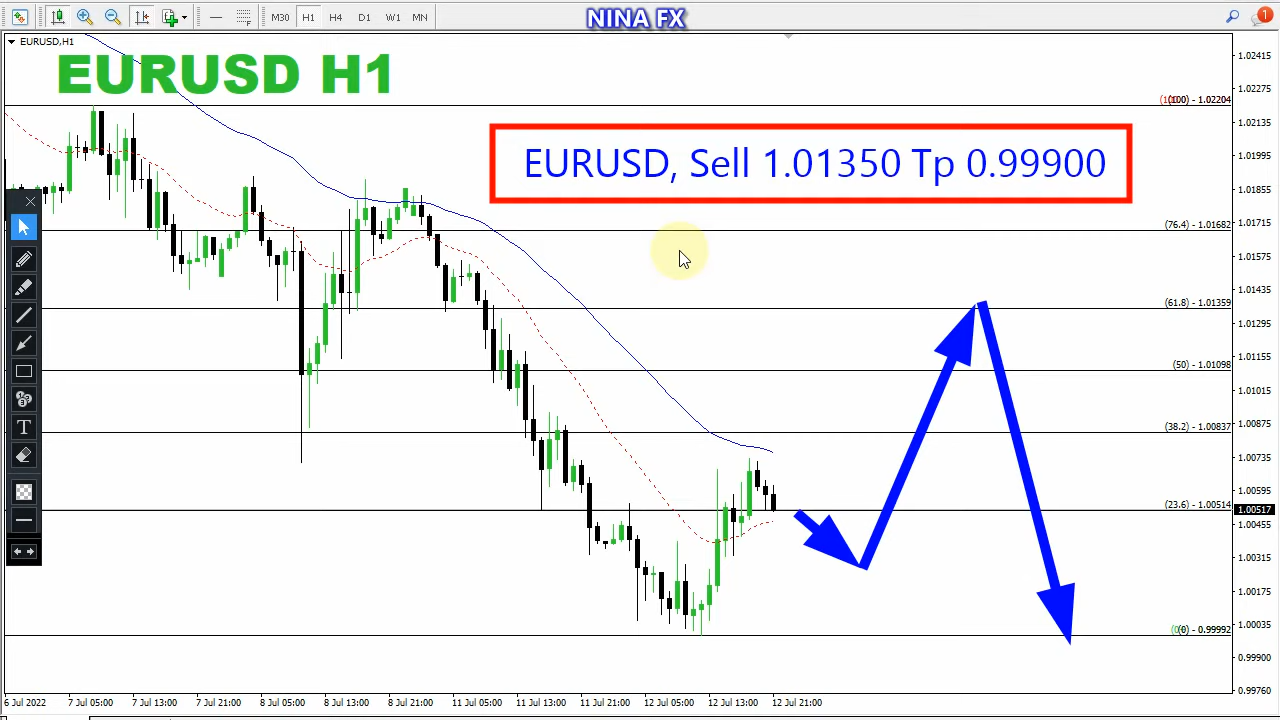 M30 H1 H4 D1 W1 MN
NINA FX
1
EURUSD,H1
EURUSD H1
EURUSD, Sell 1.01350 Tp 0.99900
(100) - 1.02204
(76.4) - 1.01682
(61.8) - 1.01359
(50) - 1.01098
(38.2) - 1.00837
(23.6) - 1.00514
(0) - 0.99992
1.02415
1.02275
1.02135
1.01995
1.01855
1.01715
1.01575
1.01435
1.01295
1.01155
1.01015
1.00875
1.00735
1.00595
1.00517
1.00455
1.00315
1.00175
1.00035
0.99900
0.99760
T
6 Jul 2022
7 Jul 05:00
7 Jul 13:00
7 Jul 21:00
8 Jul 05:00
8 Jul 13:00
8 Jul 21:00
11 Jul 05:00
11 Jul 13:00
11 Jul 21:00
12 Jul 05:00
12 Jul 13:00
12 Jul 21:00